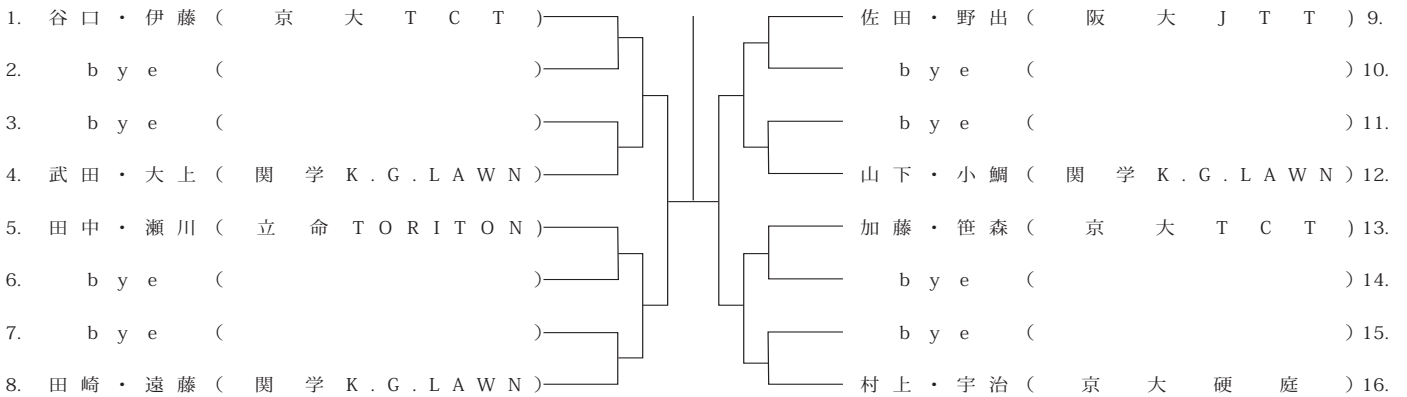 1. 谷口・伊藤(京大TCT)
2. bye ( )
3. bye ( )
4. 武田・大上(関学K.G.LAWN)
5. 田中・瀬川(立命TORITON)
6. bye ( )
7. bye ( )
8. 田崎・遠藤(関学K.G.LAWN)
佐田・野出(阪大JTT) 9.
bye ( ) 10.
bye ( ) 11.
山下・小鯛(関学K.G.LAWN) 12.
加藤・笹森(京大TCT) 13.
bye ( ) 14.
bye ( ) 15.
村上・宇治(京大硬庭) 16.